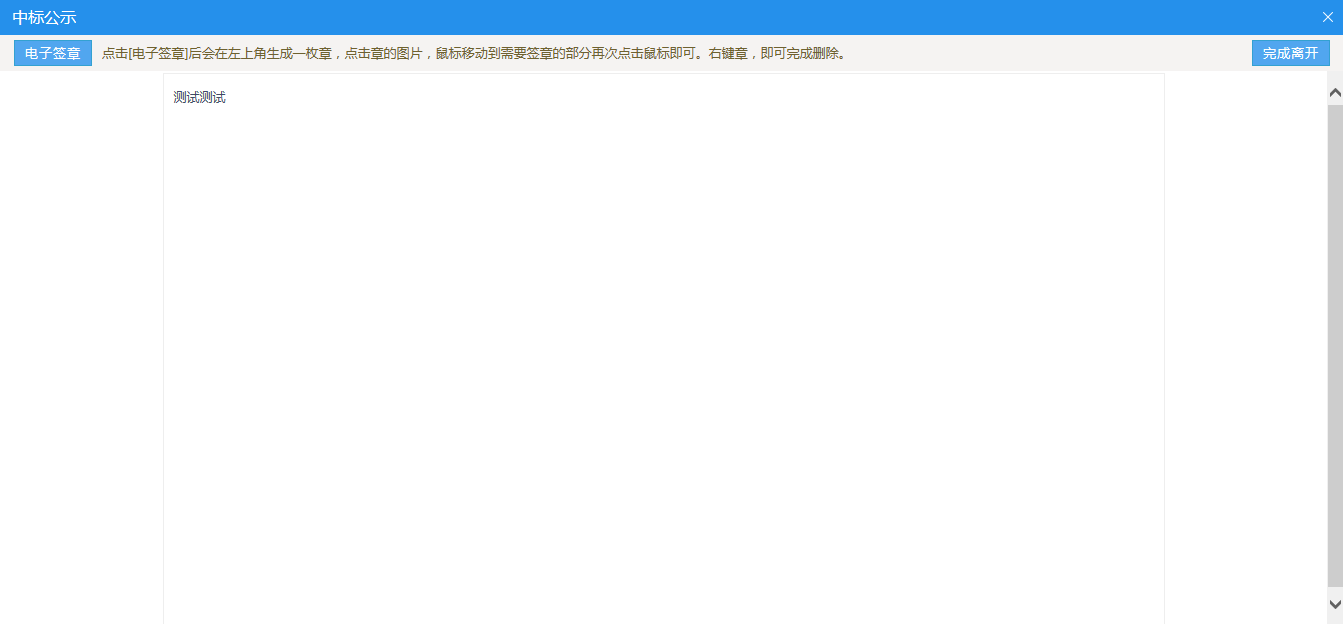 中标公示
电子签章 点击[电子签章]后会在左上角生成一枚章，点击章的图片，鼠标移动到需要签章的部分再次点击鼠标即可。右键章，即可完成删除。 完成离开
测试测试